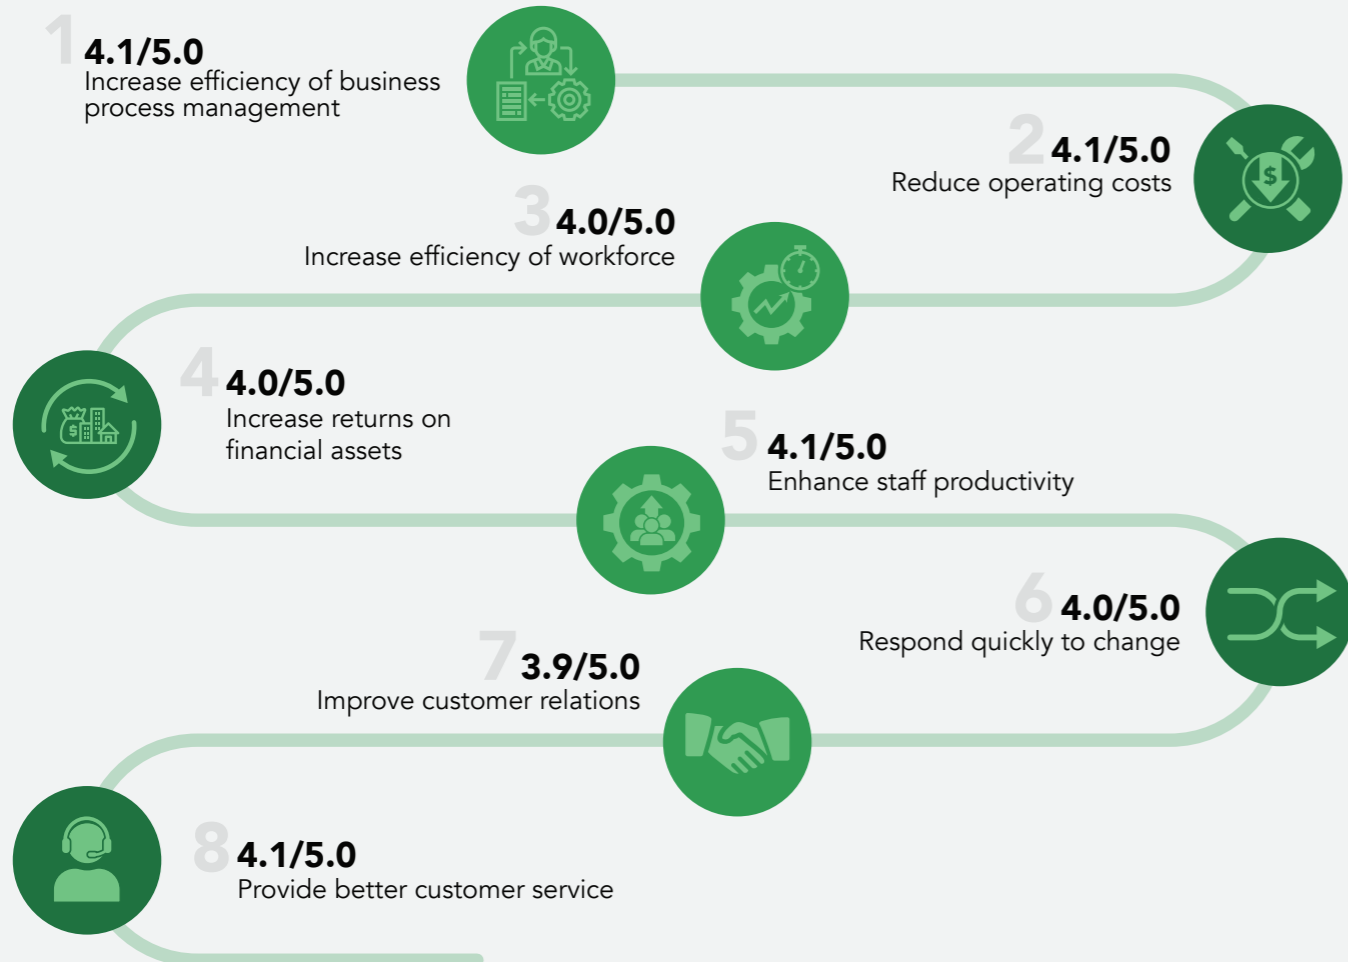 1
4.1/5.0
Increase efficiency of business
process management
2
4.1/5.0
Reduce operating costs
$
3
4.0/5.0
Increase efficiency of workforce
4
4.0/5.0
Increase returns on
financial assets
$
5
4.1/5.0
Enhance staff productivity
6
4.0/5.0
Respond quickly to change
7
3.9/5.0
Improve customer relations
8
4.1/5.0
Provide better customer service